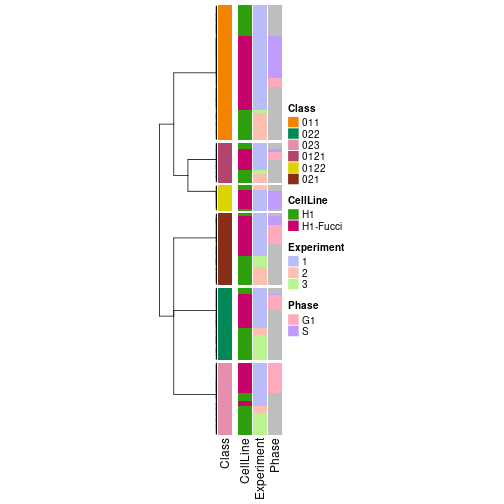 Class
011
022
023
0121
0122
021
CellLine
H1
H1-Fucci
Experiment
1
2
3
Phase
G1
S
Class
CellLine
Experiment
Phase